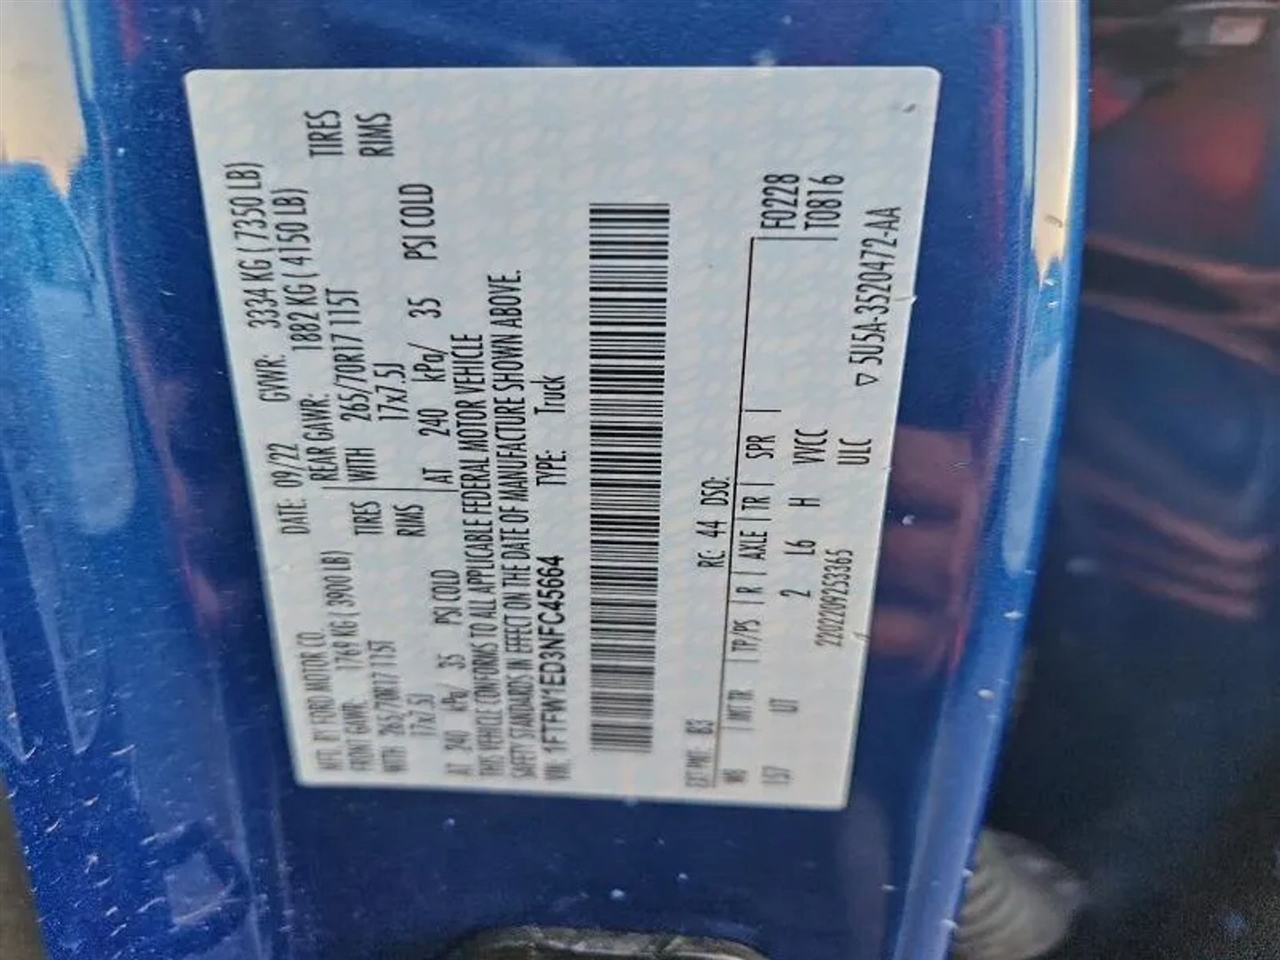 MFD. BY FORD MOTOR CO. DATE: 09/22 GVWR: 3334 KG ( 7350 LB)
FRONT GAWR: 1769 KG ( 3900 LB) REAR GAWR: 1882 KG ( 4150 LB)
WITH 265/70R17 115T TIRES WITH 265/70R17 115T TIRES
17x7.5J RIMS 17x7.5J RIMS
AT 240 kPa/ 35 PSI COLD AT 240 kPa/ 35 PSI COLD
THIS VEHICLE CONFORMS TO ALL APPLICABLE FEDERAL MOTOR VEHICLE
SAFETY STANDARDS IN EFFECT ON THE DATE OF MANUFACTURE SHOWN ABOVE.
VIN: 1FTFW1ED3NFC45664 TYPE: Truck
EXT PNT: B3 RC: 44 DSO:
WB INT TR TP/PS R AXLE TR SPR F0228
157 UT 2 L6 H VVCC T0816
2202209253365 ULC
▽ 5U5A-3520472-AA